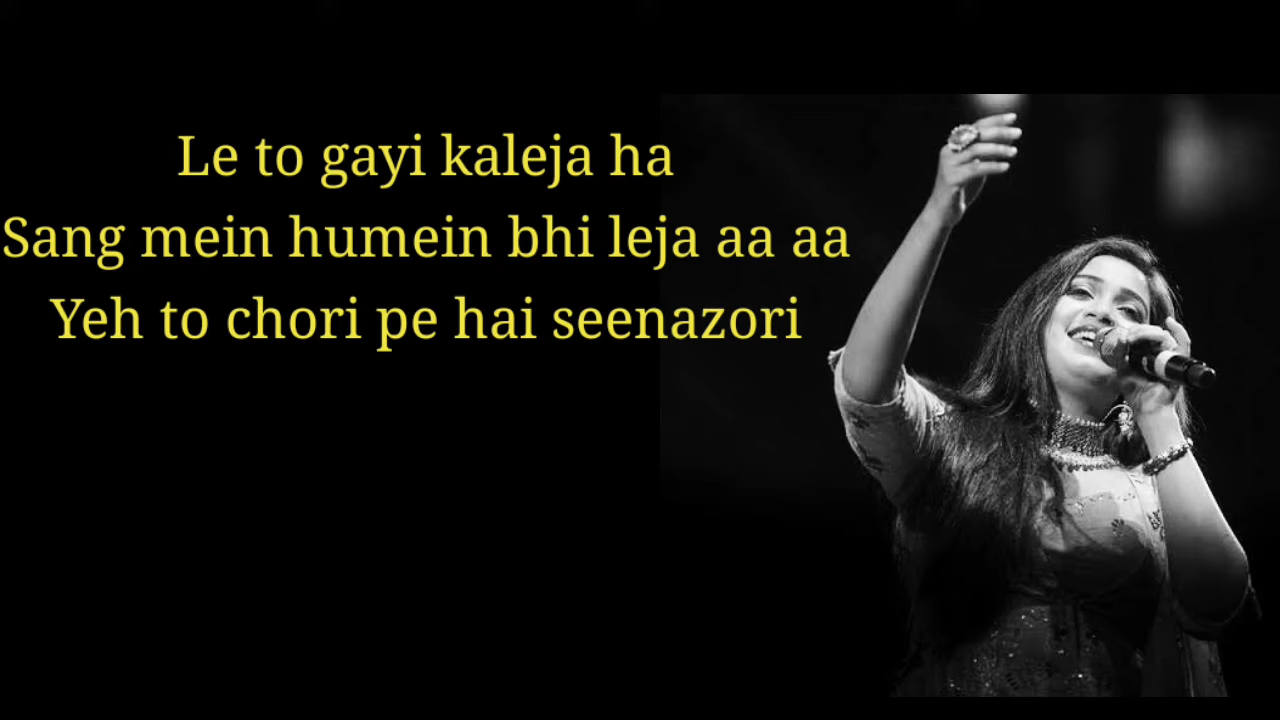 Le to gayi kaleja ha
Sang mein humein bhi leja aa aa
Yeh to chori pe hai seenazori